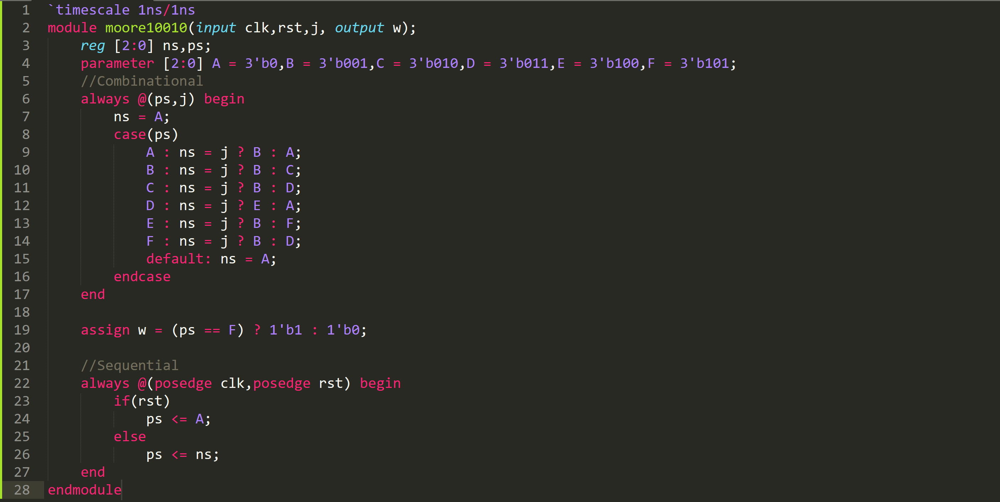 1 `timescale 1ns/1ns
2 module moore10010(input clk,rst,j, output w);
3 reg [2:0] ns,ps;
4 parameter [2:0] A = 3'b0,B = 3'b001,C = 3'b010,D = 3'b011,E = 3'b100,F = 3'b101;
5 //Combinational
6 always @(ps,j) begin
7 ns = A;
8 case(ps)
9 A : ns = j ? B : A;
10 B : ns = j ? B : C;
11 C : ns = j ? B : D;
12 D : ns = j ? E : A;
13 E : ns = j ? B : F;
14 F : ns = j ? B : D;
15 default: ns = A;
16 endcase
17 end
18
19 assign w = (ps == F) ? 1'b1 : 1'b0;
20
21 //Sequential
22 always @(posedge clk,posedge rst) begin
23 if(rst)
24 ps <= A;
25 else
26 ps <= ns;
27 end
28 endmodule